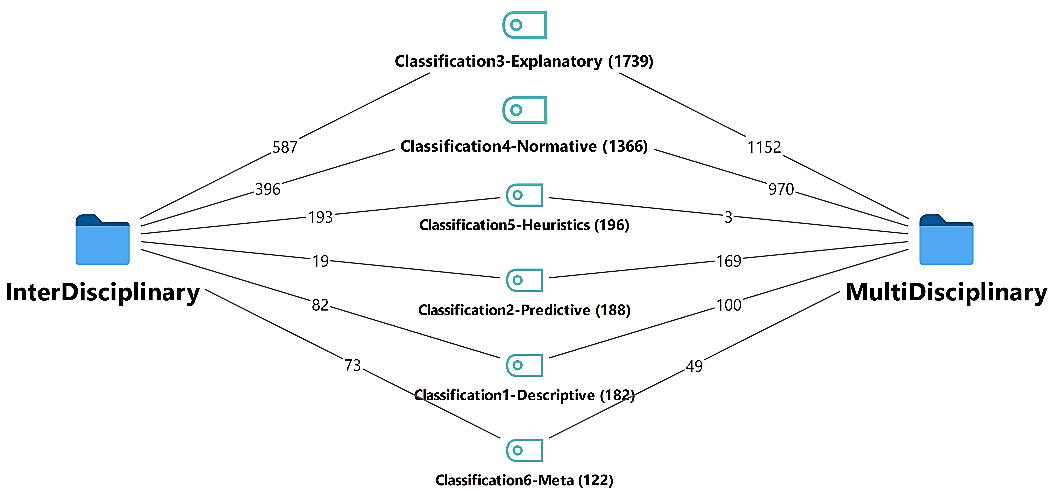 Classification3-Explanatory (1739)
587
1152
Classification4-Normative (1366)
396
970
193
3
Classification5-Heuristics (196)
19
169
InterDisciplinary
MultiDisciplinary
82
100
Classification2-Predictive (188)
73
49
Classification1-Descriptive (182)
Classification6-Meta (122)